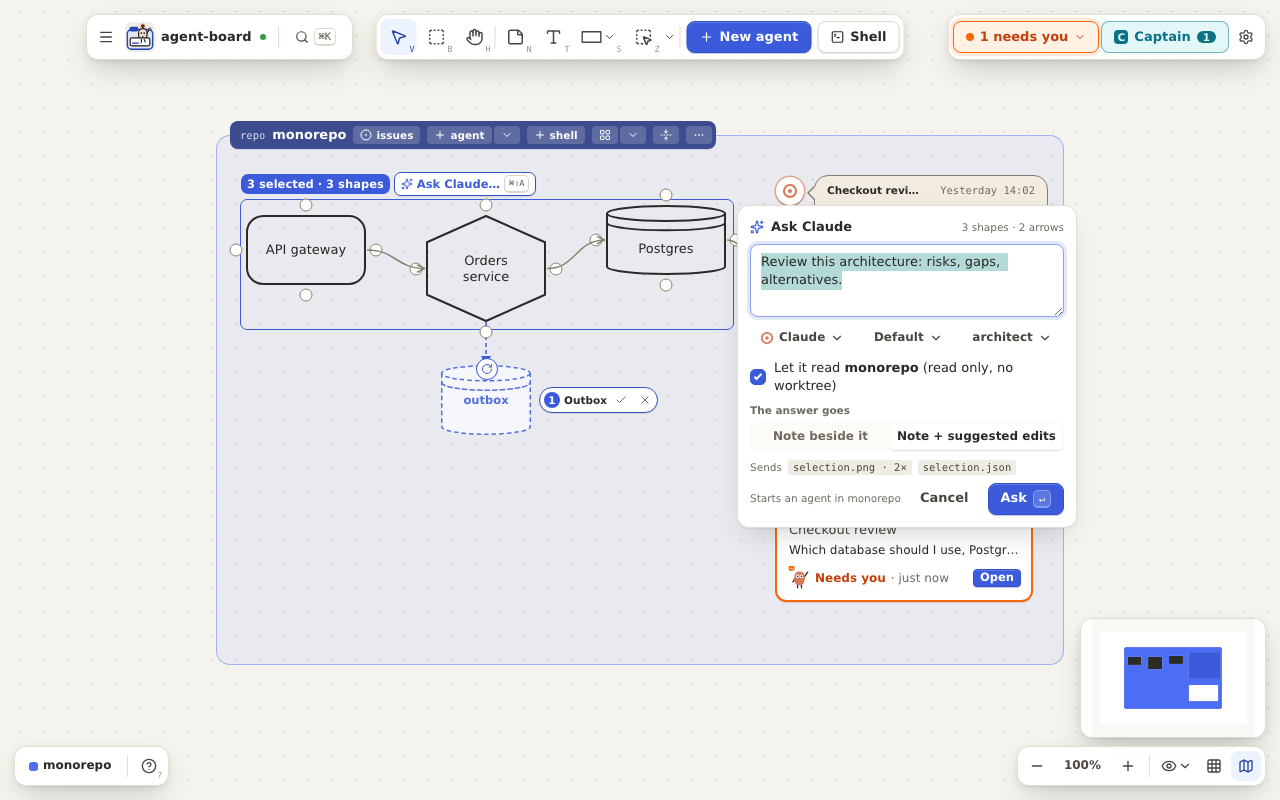 agent-board
⌘K
V
B
H
N
T
S
Z
New agent
Shell
1 needs you
C Captain 1
repo monorepo issues + agent + shell ...
3 selected · 3 shapes
Ask Claude… ⌘⇧A
Checkout revi… Yesterday 14:02
API gateway
Orders
service
Postgres
outbox
1 Outbox
Ask Claude
3 shapes · 2 arrows
Review this architecture: risks, gaps,
alternatives.
Claude
Default
architect
Let it read monorepo (read only, no
worktree)
The answer goes
Note beside it
Note + suggested edits
Sends selection.png · 2× selection.json
Starts an agent in monorepo
Cancel
Ask ↵
Checkout review
Which database should I use, Postgr…
Needs you · just now
Open
monorepo
?
100%